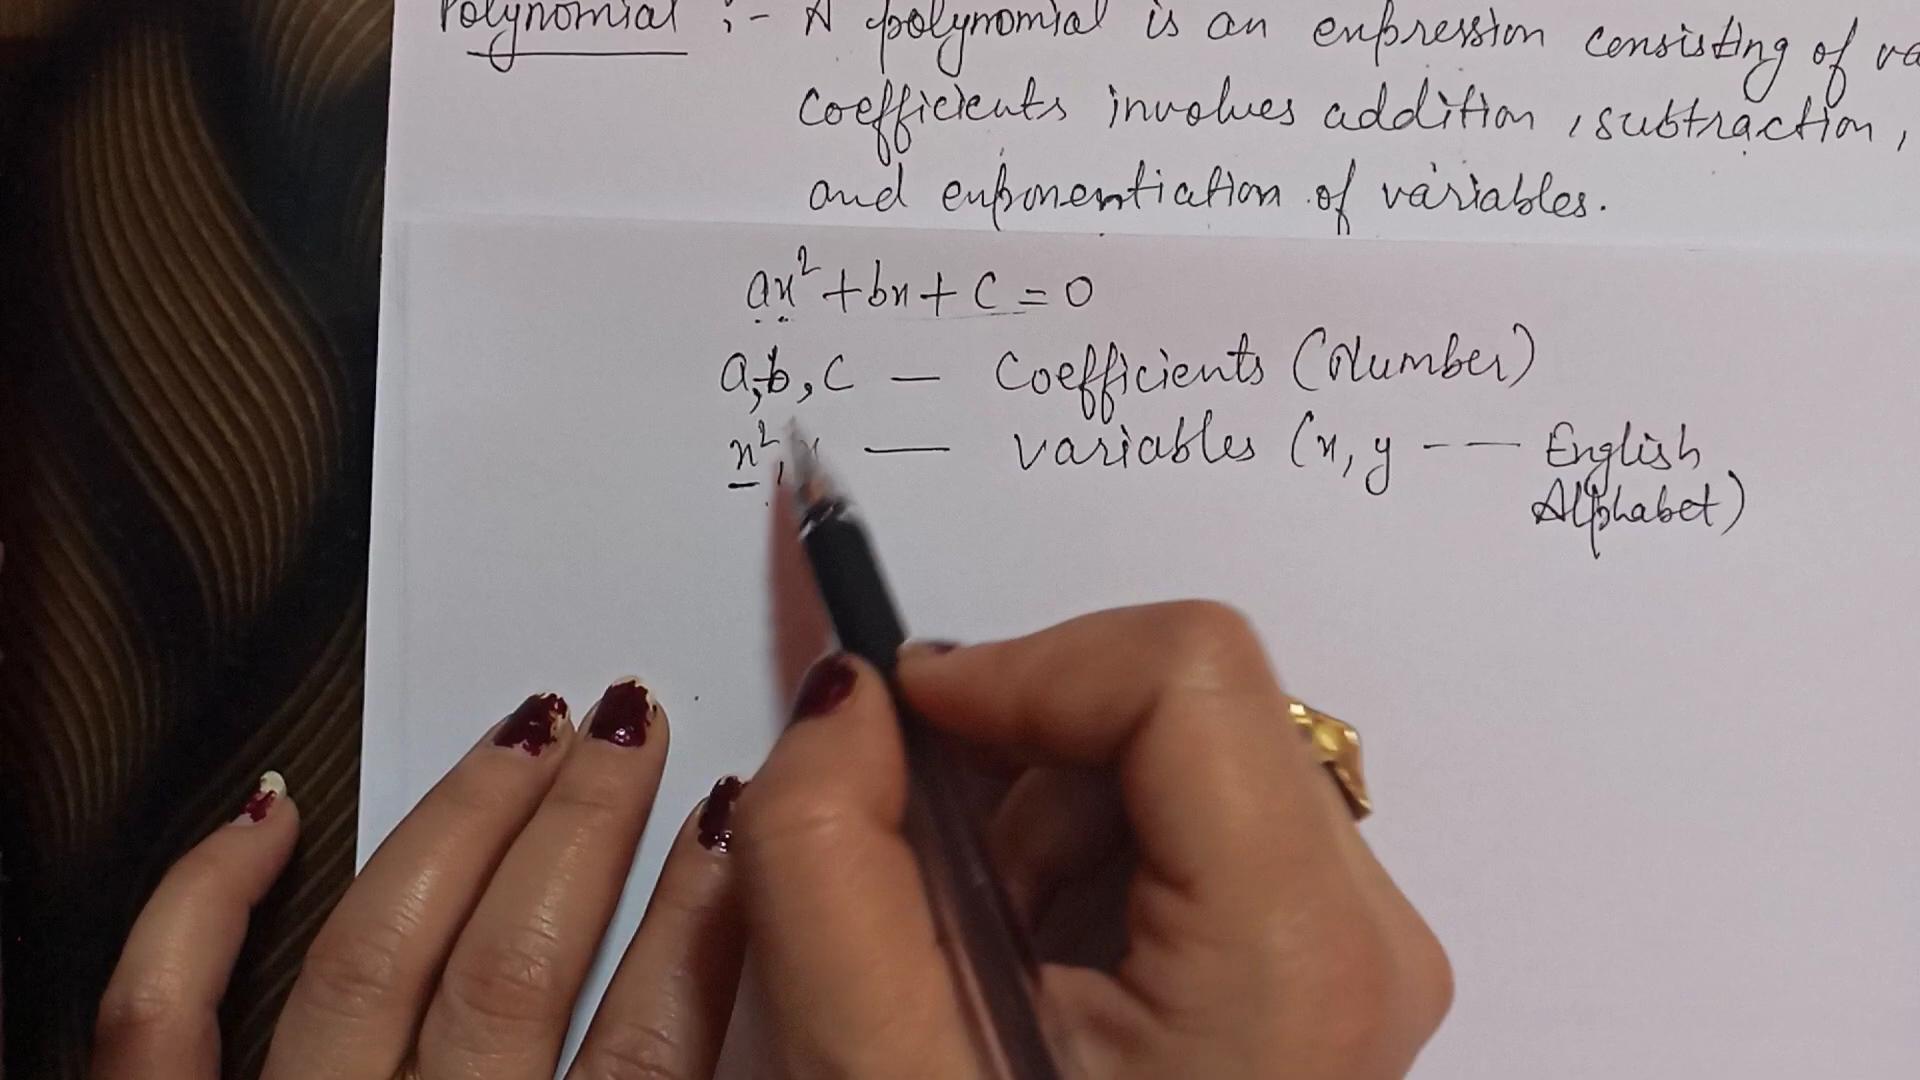 Polynomial :- A polynomial is an expression consisting of va
coefficients involves addition, subtraction,
and exponentiation of variables.
ax² + bx + c = 0
a, b, c — Coefficients (Number)
x², x — variables (x, y --- English
Alphabet)